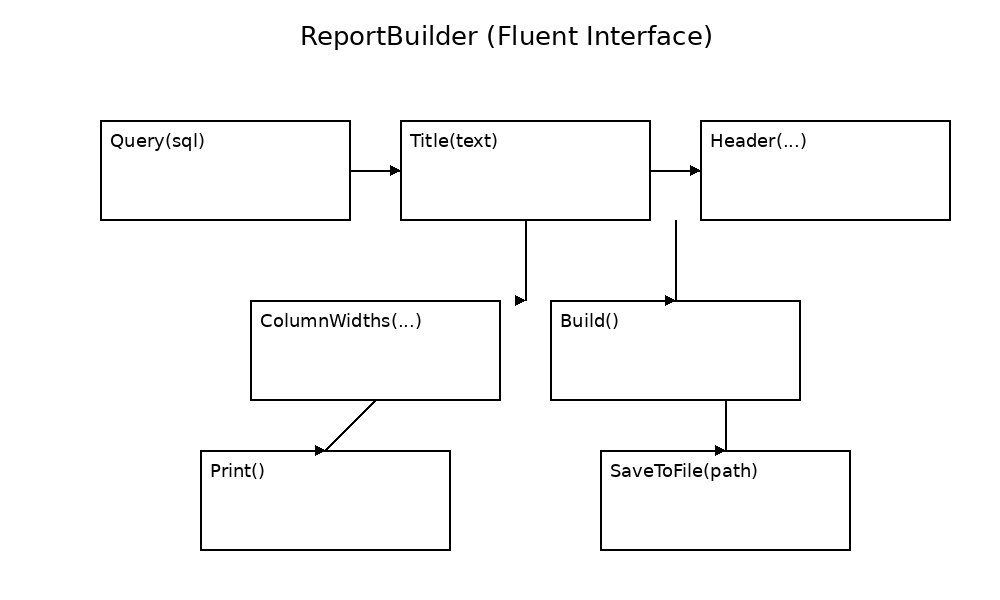 ReportBuilder (Fluent Interface)
Query(sql)
Title(text)
Header(...)
ColumnWidths(...)
Build()
Print()
SaveToFile(path)